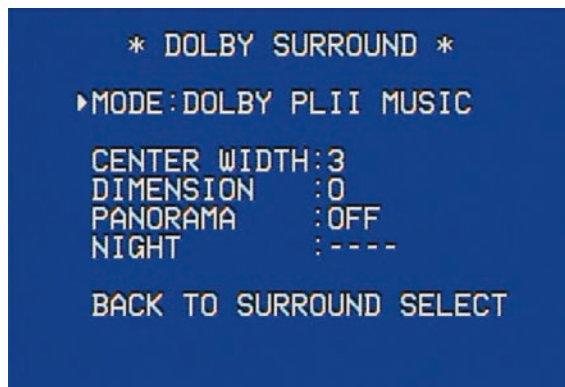 * DOLBY SURROUND *
▶MODE:DOLBY PLII MUSIC
CENTER WIDTH:3
DIMENSION :0
PANORAMA :OFF
NIGHT :----
BACK TO SURROUND SELECT